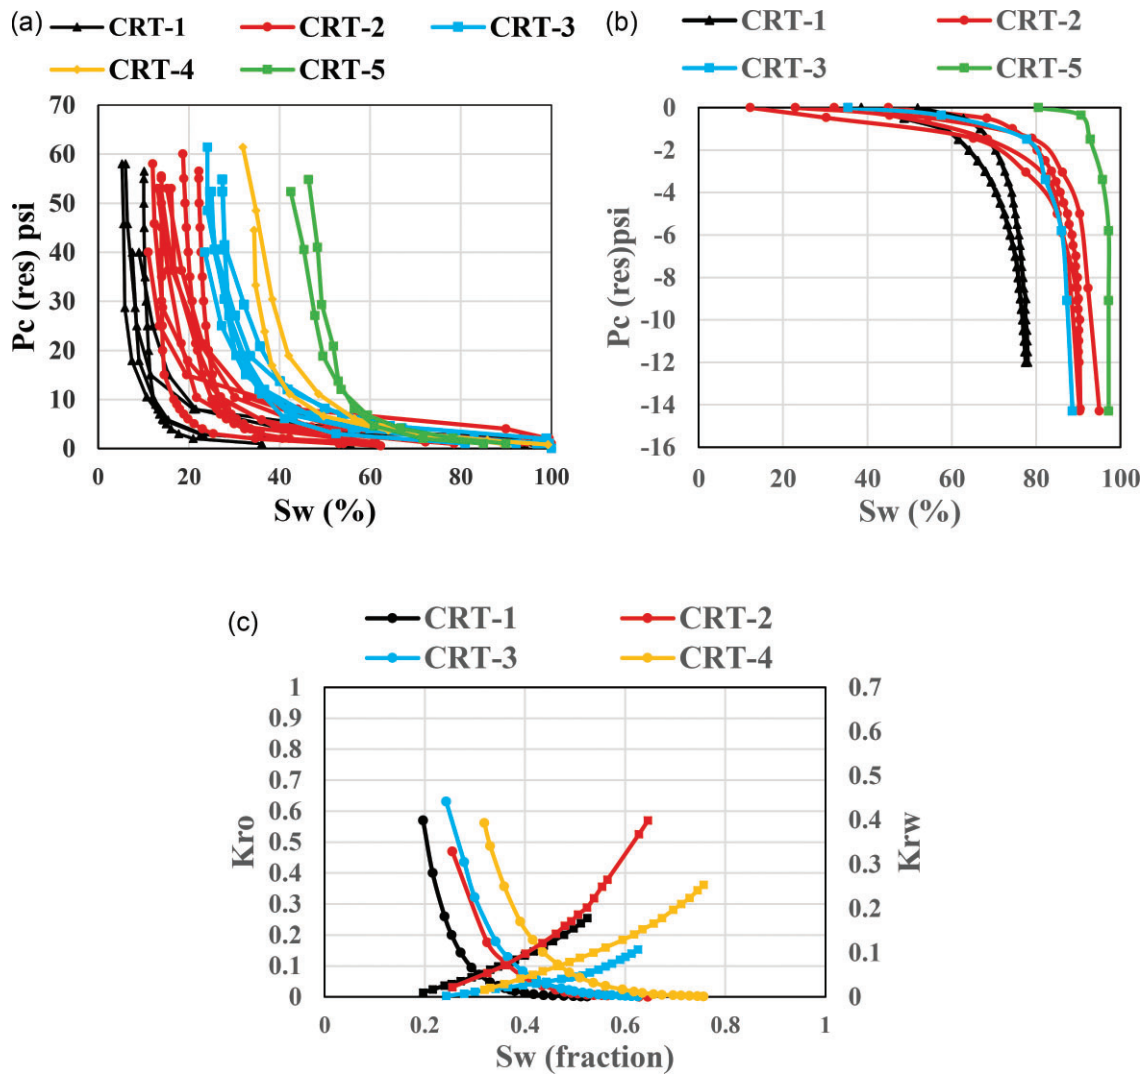 (a) CRT-1 CRT-2 CRT-3
CRT-4 CRT-5
70
60
50
40
30
20
10
0
Pc (res) psi
0 20 40 60 80 100
Sw (%)
(b) CRT-1 CRT-2
CRT-3 CRT-5
0
-2
-4
-6
-8
-10
-12
-14
-16
Pc (res)psi
0 20 40 60 80 100
Sw (%)
(c) CRT-1 CRT-2
CRT-3 CRT-4
1
0.9
0.8
0.7
0.6
0.5
0.4
0.3
0.2
0.1
0
Kro
0.7
0.6
0.5
0.4
0.3
0.2
0.1
0
Krw
0 0.2 0.4 0.6 0.8 1
Sw (fraction)